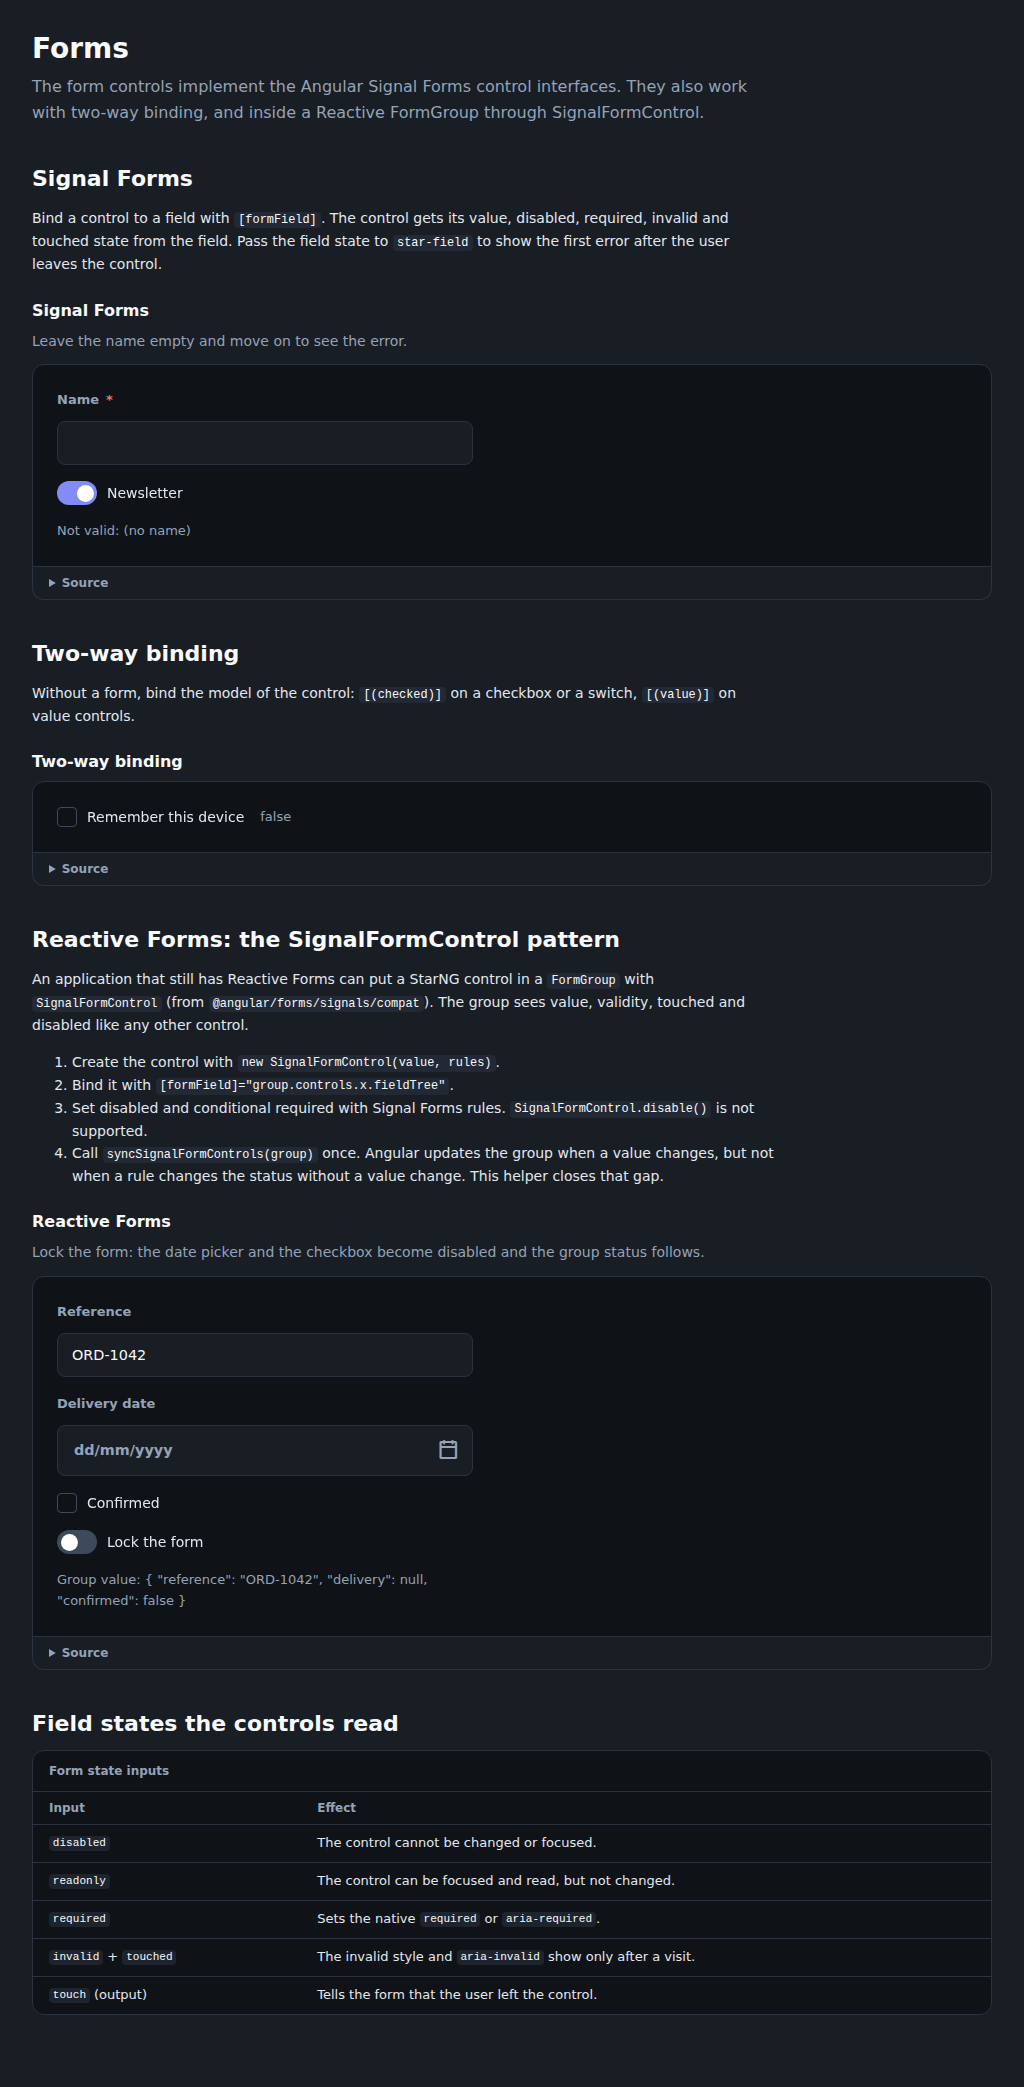 Forms
The form controls implement the Angular Signal Forms control interfaces. They also work
with two-way binding, and inside a Reactive FormGroup through SignalFormControl.
Signal Forms
Bind a control to a field with [formField]. The control gets its value, disabled, required, invalid and
touched state from the field. Pass the field state to star-field to show the first error after the user
leaves the control.
Signal Forms
Leave the name empty and move on to see the error.
Name *
Newsletter
Not valid: (no name)
Source
Two-way binding
Without a form, bind the model of the control: [(checked)] on a checkbox or a switch, [(value)] on
value controls.
Two-way binding
Remember this device false
Source
Reactive Forms: the SignalFormControl pattern
An application that still has Reactive Forms can put a StarNG control in a FormGroup with
SignalFormControl (from @angular/forms/signals/compat). The group sees value, validity, touched and
disabled like any other control.
1. Create the control with new SignalFormControl(value, rules).
2. Bind it with [formField]="group.controls.x.fieldTree".
3. Set disabled and conditional required with Signal Forms rules. SignalFormControl.disable() is not
supported.
4. Call syncSignalFormControls(group) once. Angular updates the group when a value changes, but not
when a rule changes the status without a value change. This helper closes that gap.
Reactive Forms
Lock the form: the date picker and the checkbox become disabled and the group status follows.
Reference
ORD-1042
Delivery date
dd/mm/yyyy
Confirmed
Lock the form
Group value: { "reference": "ORD-1042", "delivery": null,
"confirmed": false }
Source
Field states the controls read
Form state inputs
Input Effect
disabled The control cannot be changed or focused.
readonly The control can be focused and read, but not changed.
required Sets the native required or aria-required.
invalid + touched The invalid style and aria-invalid show only after a visit.
touch (output) Tells the form that the user left the control.